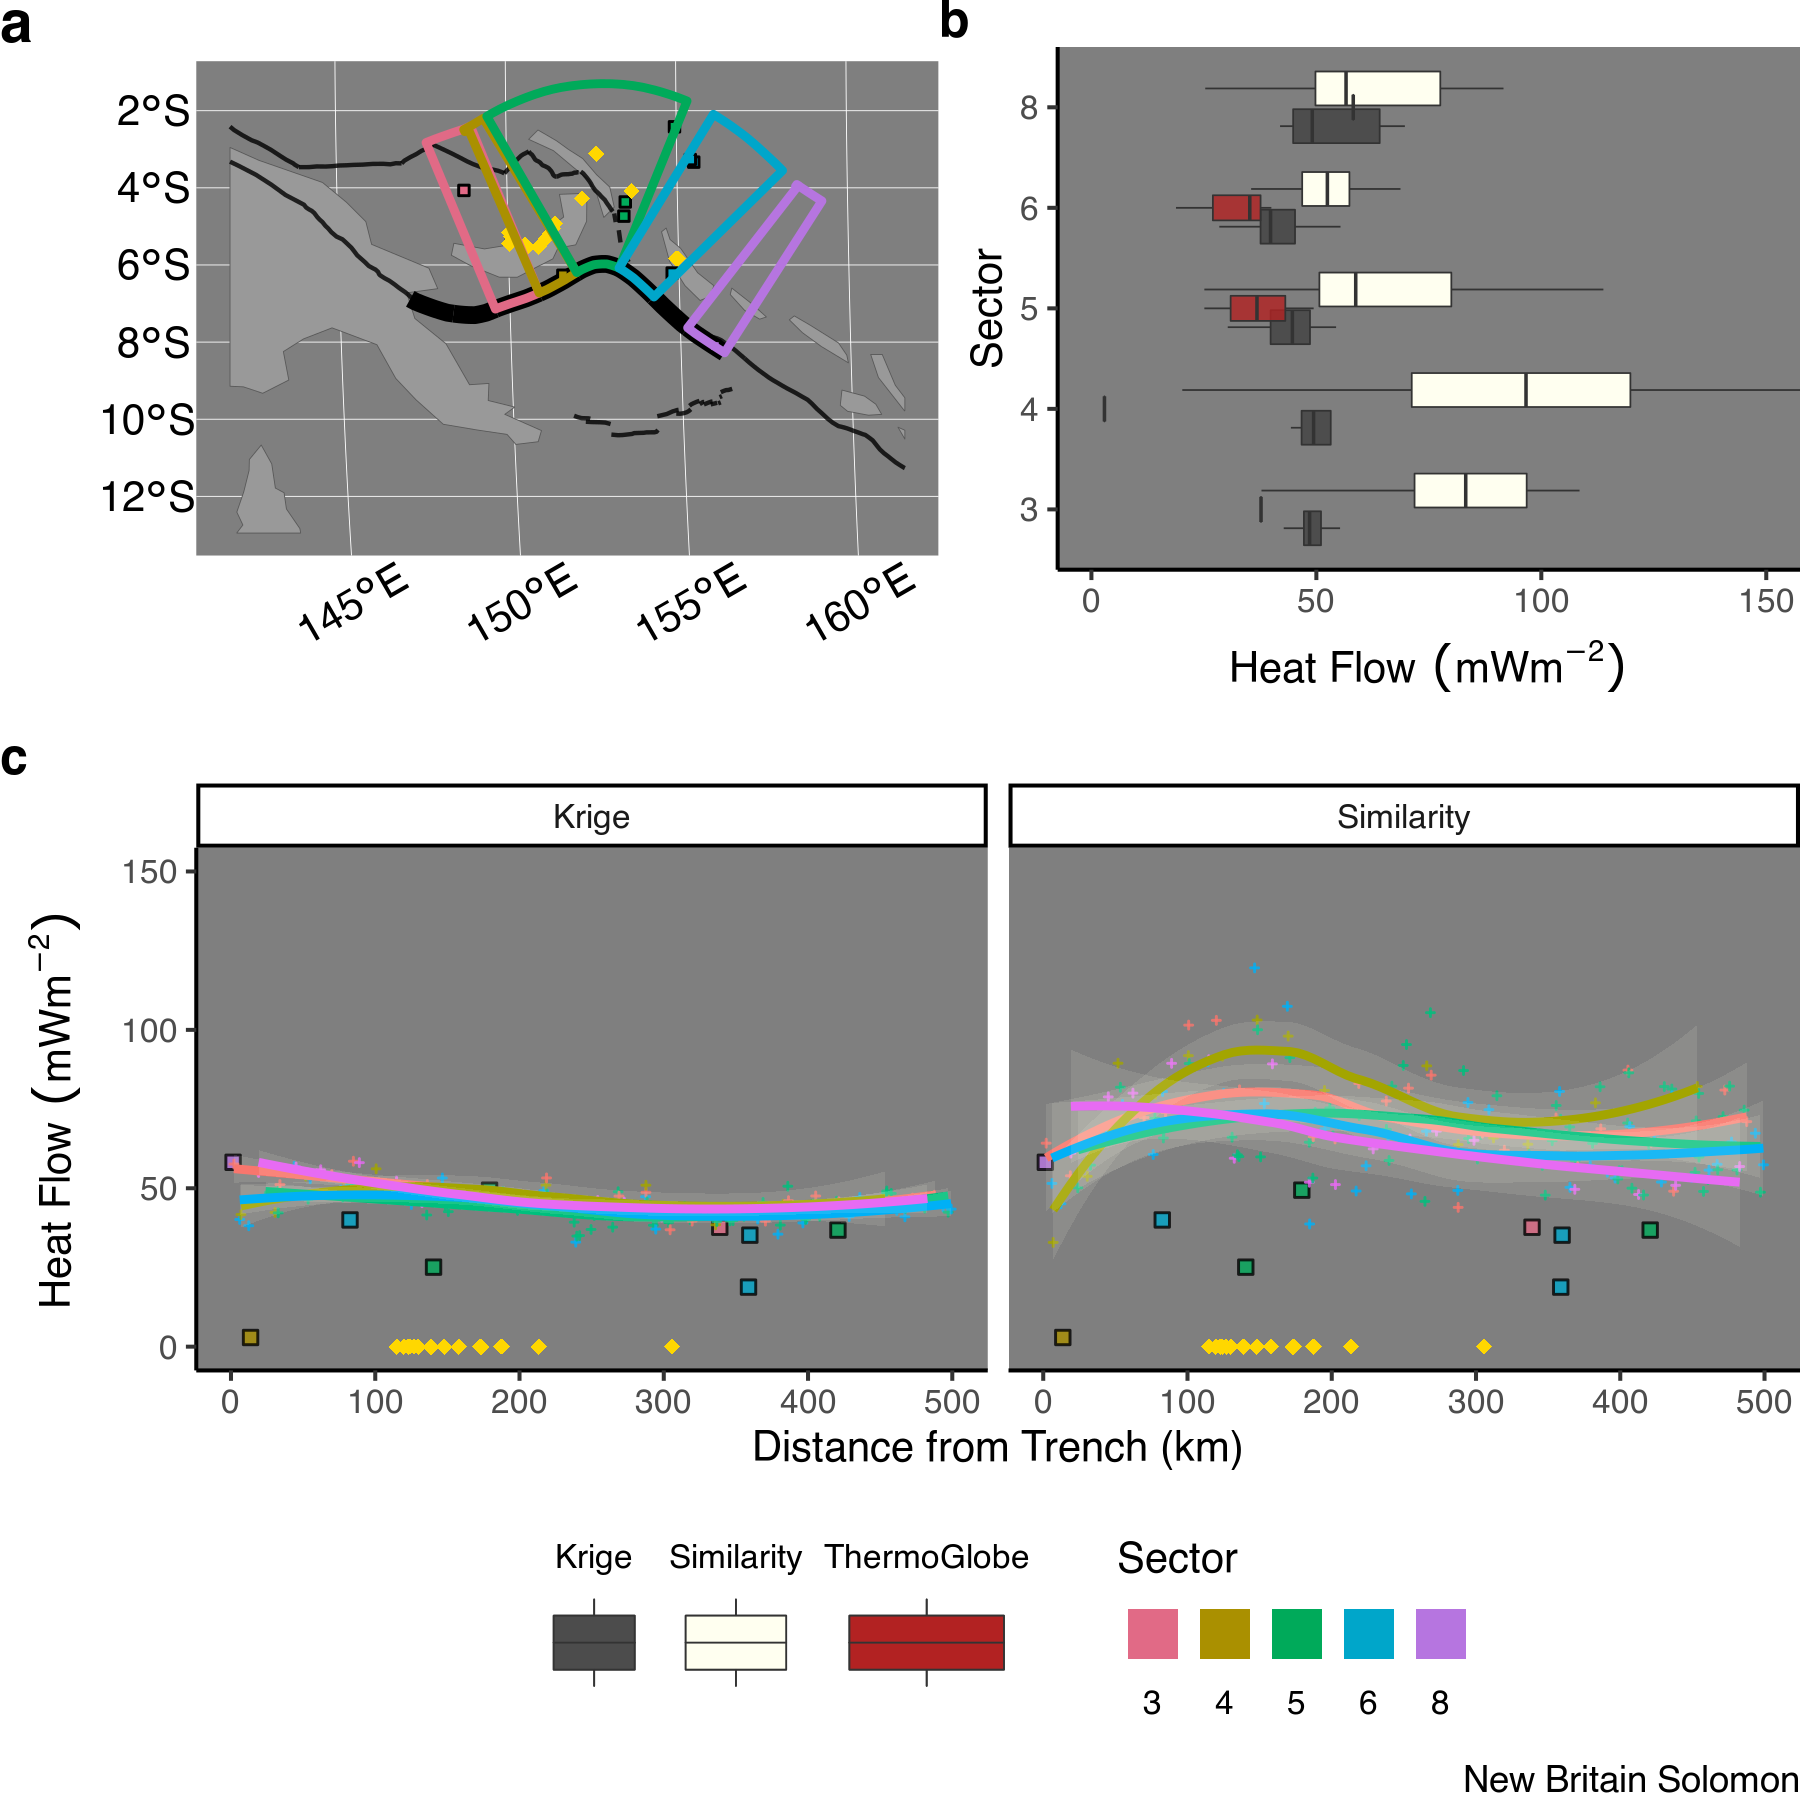 a
2°S
4°S
6°S
8°S
10°S
12°S
145°E
150°E
155°E
160°E
b
Sector
8
6
5
4
3
0
50
100
150
Heat Flow (mWm⁻²)
c
Krige
Similarity
Heat Flow (mWm⁻²)
150
100
50
0
0 100 200 300 400 500
0 100 200 300 400 500
Distance from Trench (km)
Krige Similarity ThermoGlobe
Sector
3 4 5 6 8
New Britain Solomon